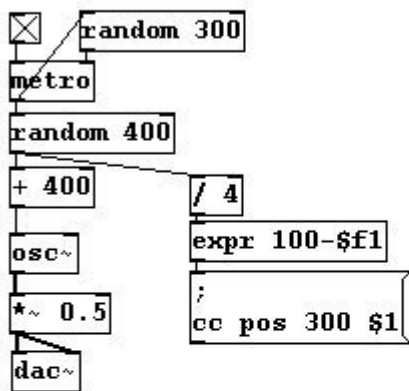 random 300
metro
random 400
+ 400
/ 4
expr 100-$f1
osc~
;
cc pos 300 $1
*~ 0.5
dac~